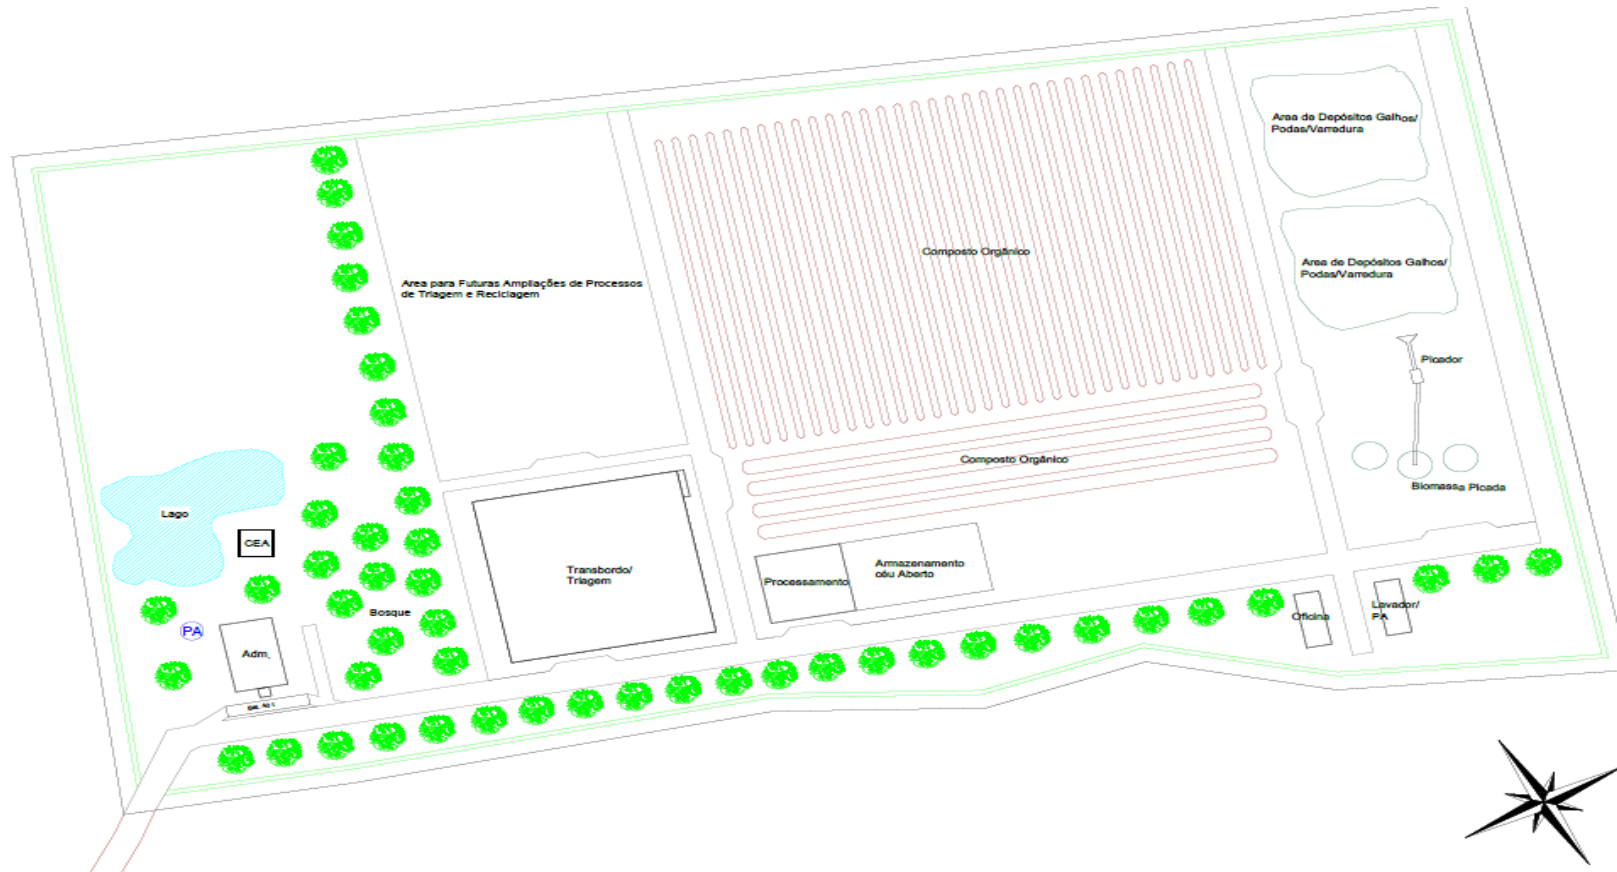 Area de Depósitos Galhos/
Podas/Varredura
Composto Orgânico
Area de Depósitos Galhos/
Podas/Varredura
Area para Futuras Ampliações de Processos
de Triagem e Reciclagem
Picador
Composto Orgânico
Biomassa Picada
Lago
CEA
Transbordo/
Triagem
Armazenamento
céu Aberto
Processamento
Bosque
Oficina
Lavador/
PA
PA
Adm.